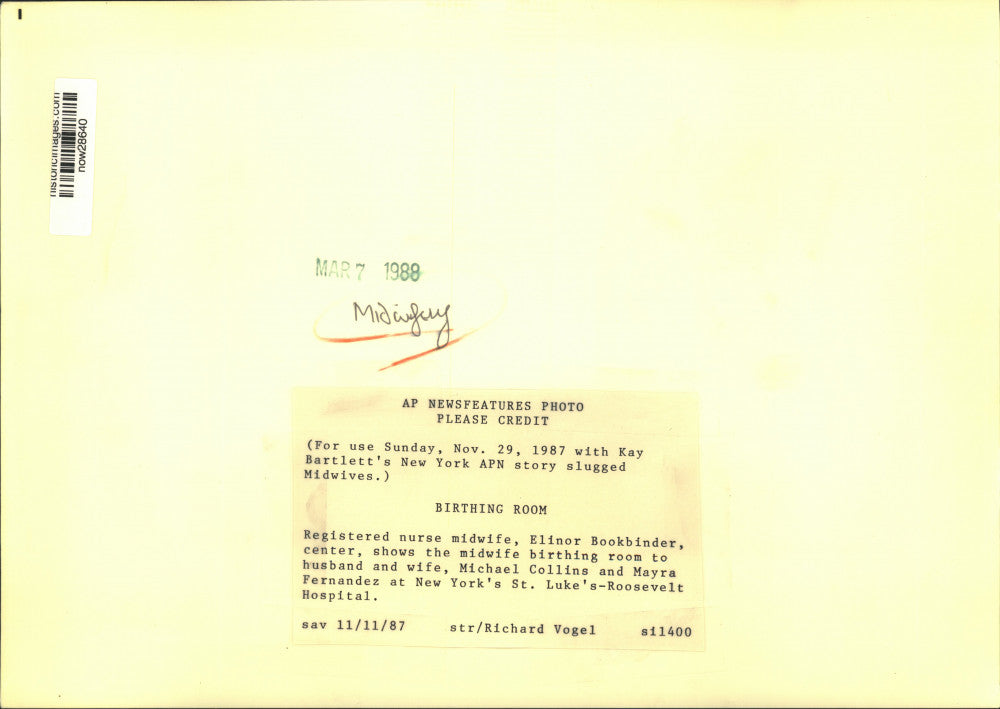 historicimages.com
now28640
MAR 7 1988
Midwifery
AP NEWSFEATURES PHOTO
PLEASE CREDIT
(For use Sunday, Nov. 29, 1987 with Kay
Bartlett's New York APN story slugged
Midwives.)
BIRTHING ROOM
Registered nurse midwife, Elinor Bookbinder,
center, shows the midwife birthing room to
husband and wife, Michael Collins and Mayra
Fernandez at New York's St. Luke's-Roosevelt
Hospital.
sav 11/11/87 str/Richard Vogel sil400